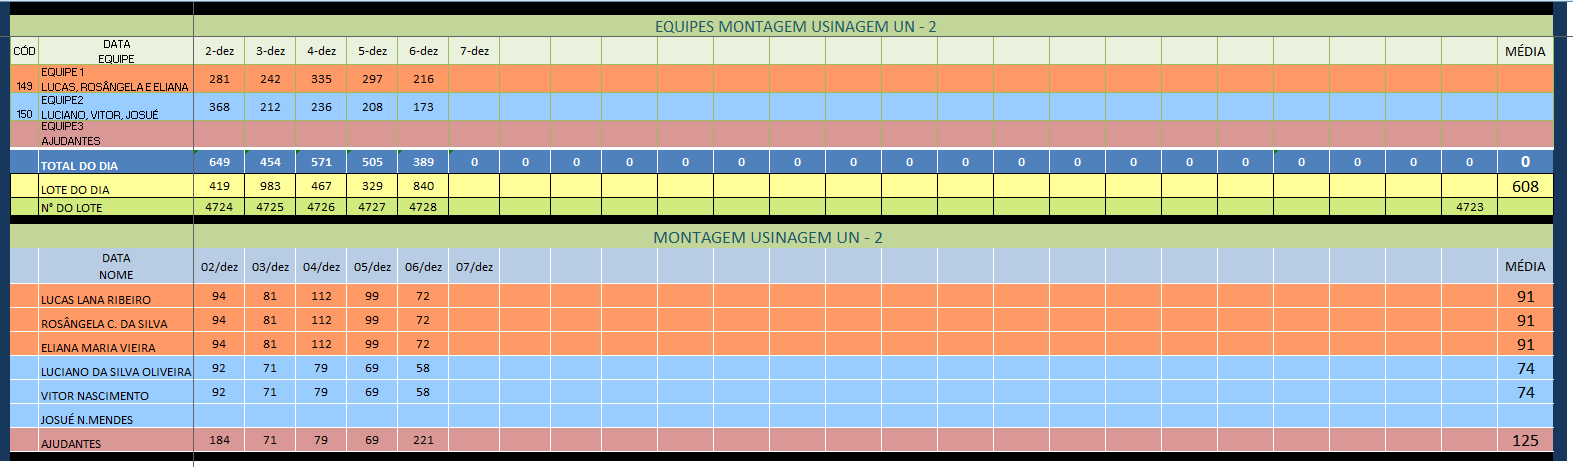 EQUIPES MONTAGEM USINAGEM UN - 2
CÓD DATA EQUIPE 2-dez 3-dez 4-dez 5-dez 6-dez 7-dez MÉDIA
149 EQUIPE 1 LUCAS, ROSÂNGELA E ELIANA 281 242 335 297 216
150 EQUIPE2 LUCIANO, VITOR, JOSUÉ 368 212 236 208 173
EQUIPE3 AJUDANTES
TOTAL DO DIA 649 454 571 505 389 0 0 0 0 0 0 0 0 0 0 0 0 0 0 0 0 0 0 0 0 0
LOTE DO DIA 419 983 467 329 840 608
N° DO LOTE 4724 4725 4726 4727 4728 4723
MONTAGEM USINAGEM UN - 2
DATA NOME 02/dez 03/dez 04/dez 05/dez 06/dez 07/dez MÉDIA
LUCAS LANA RIBEIRO 94 81 112 99 72 91
ROSÂNGELA C. DA SILVA 94 81 112 99 72 91
ELIANA MARIA VIEIRA 94 81 112 99 72 91
LUCIANO DA SILVA OLIVEIRA 92 71 79 69 58 74
VITOR NASCIMENTO 92 71 79 69 58 74
JOSUÉ N.MENDES
AJUDANTES 184 71 79 69 221 125